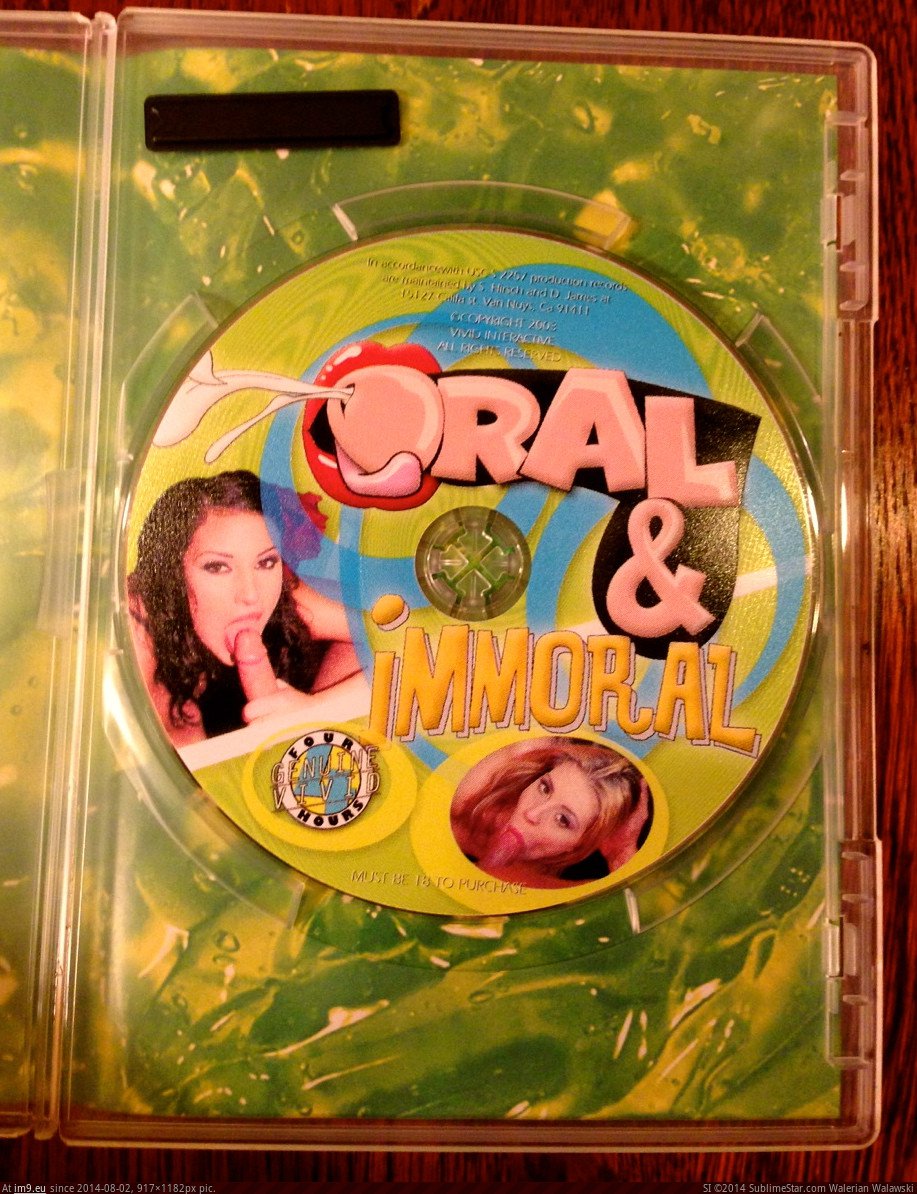 In accordance with USC S 2257 production records
are maintained by S. Hirsch and D. James at
15127 Califa st. Van Nuys, Ca 91411
©COPYRIGHT 2003
VIVID INTERACTIVE
ALL RIGHTS RESERVED
ORAL
&
iMMORAL
FOUR
GENUINE
VIVID
HOURS
MUST BE 18 TO PURCHASE
At im9.eu since 2014-08-02, 917×1182px pic.
SI ©2014 SublimeStar.com Walerian Walawski